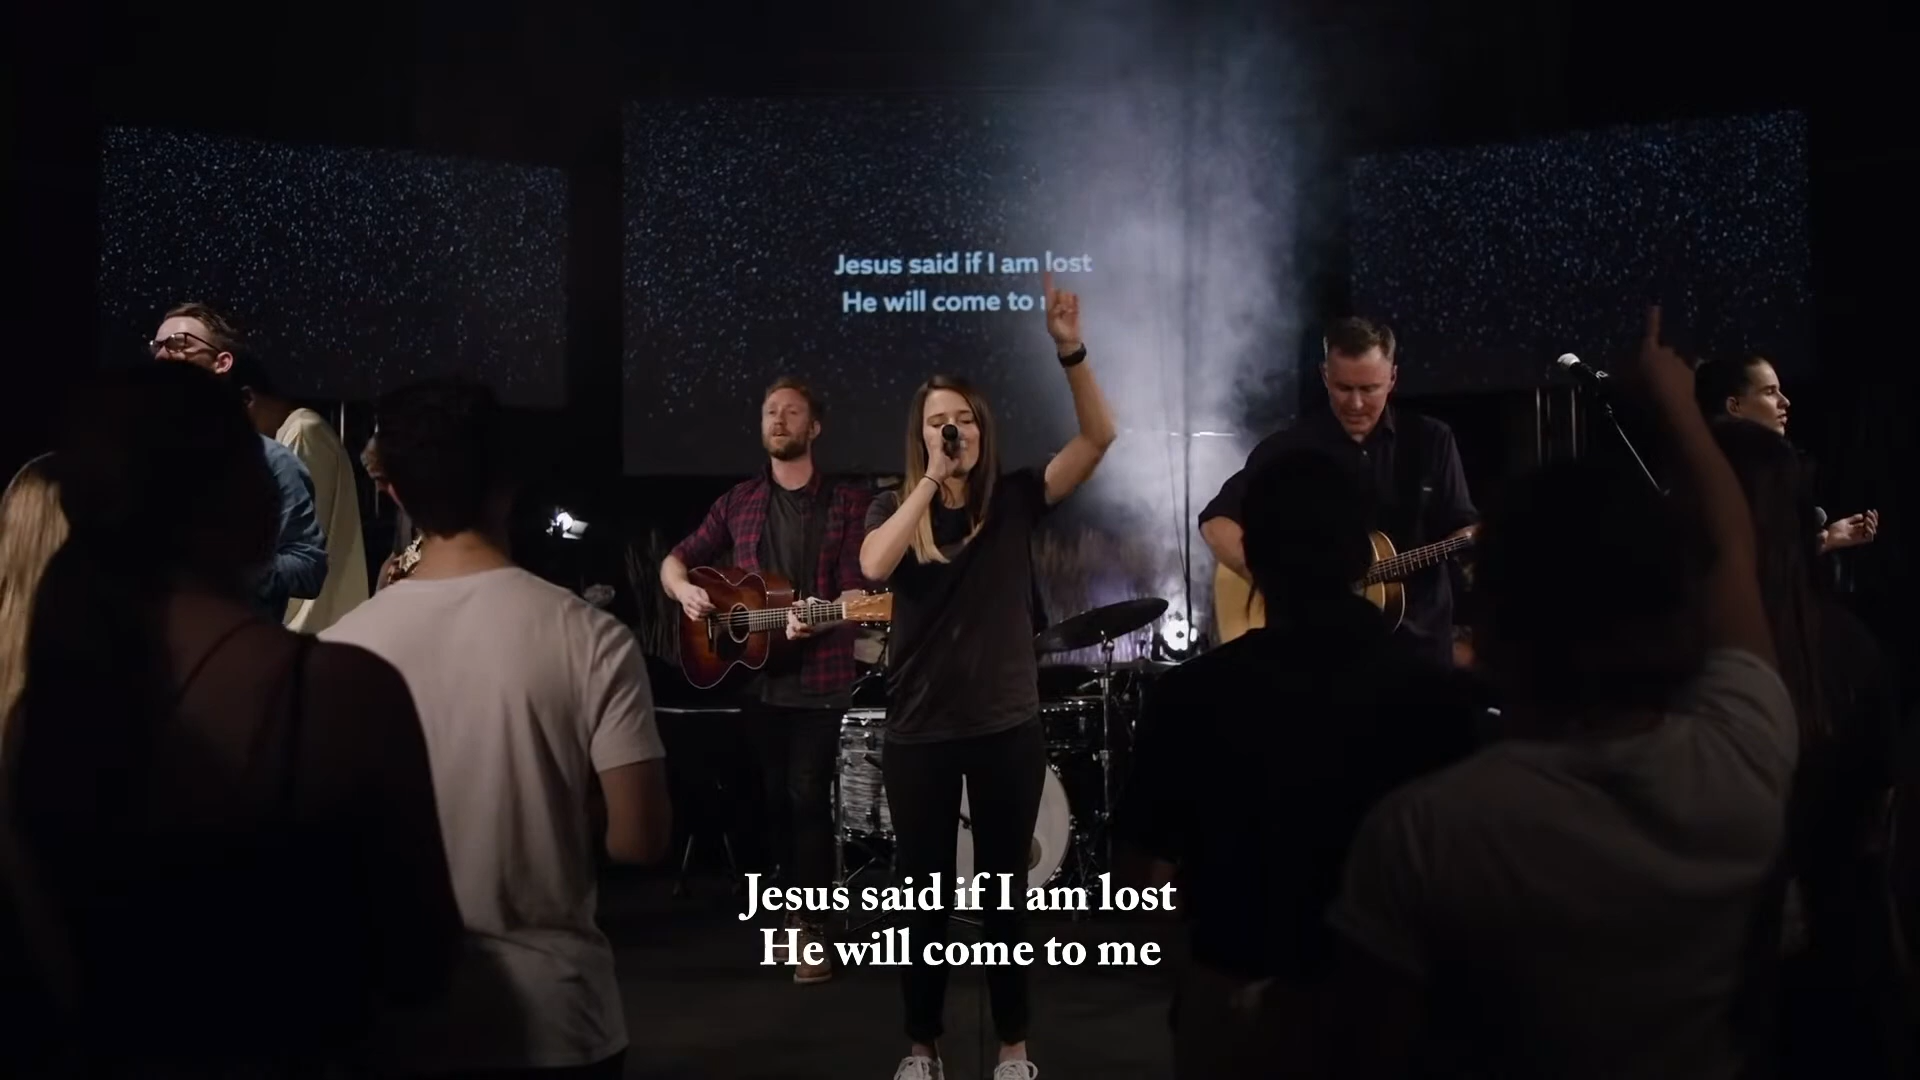 Jesus said if I am lost
He will come to
Jesus said if I am lost
He will come to me